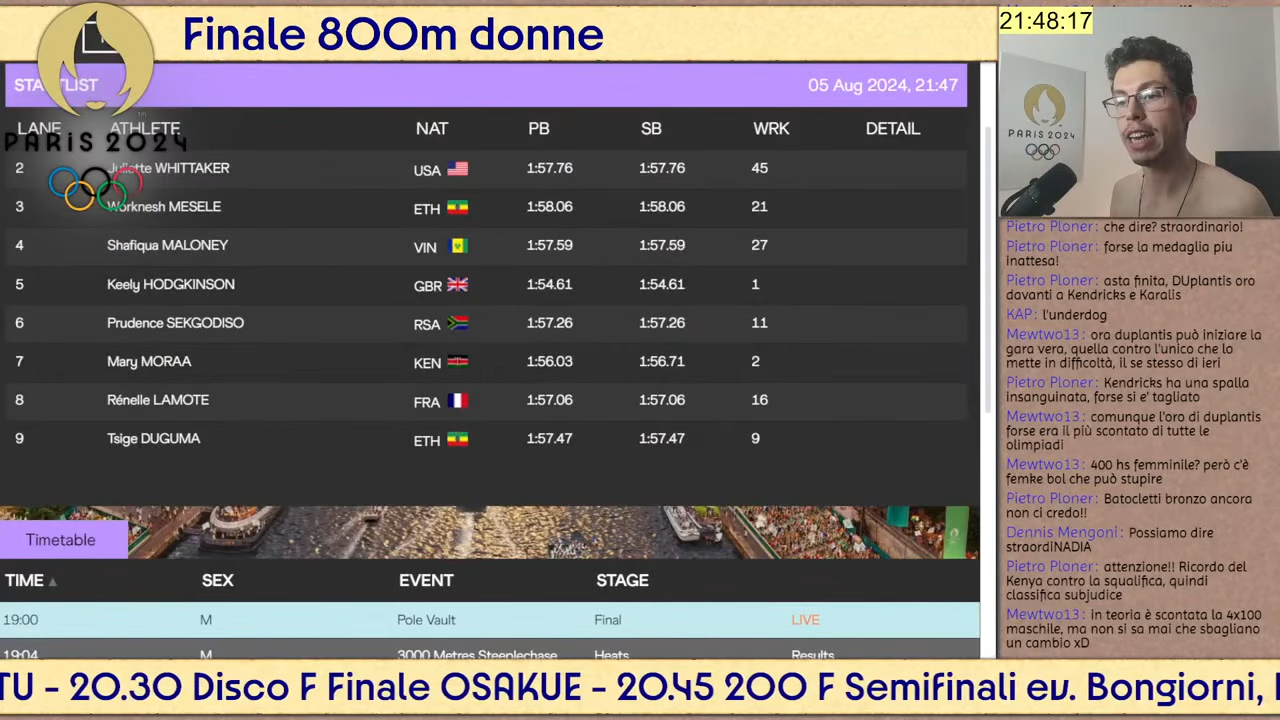 Finale 800m donne
21:48:17
STARTLIST 05 Aug 2024, 21:47
LANE ATHLETE NAT PB SB WRK DETAIL
PARIS 2024
2 Juliette WHITTAKER USA 1:57.76 1:57.76 45
3 Worknesh MESELE ETH 1:58.06 1:58.06 21
4 Shafiqua MALONEY VIN 1:57.59 1:57.59 27
5 Keely HODGKINSON GBR 1:54.61 1:54.61 1
6 Prudence SEKGODISO RSA 1:57.26 1:57.26 11
7 Mary MORAA KEN 1:56.03 1:56.71 2
8 Rénelle LAMOTE FRA 1:57.06 1:57.06 16
9 Tsige DUGUMA ETH 1:57.47 1:57.47 9
Timetable
TIME SEX EVENT STAGE
19:00 M Pole Vault Final LIVE
19:04 M 3000 Metres Steeplechase Heats Results
PARIS 2024
Pietro Ploner: che dire? straordinario!
Pietro Ploner: forse la medaglia piu
inattesa!
Pietro Ploner: asta finita, DUplantis oro
davanti a Kendricks e Karalis
KAP: l'underdog
Mewtwo13: ora duplantis può iniziare la
gara vera, quella contro l'unico che lo
mette in difficoltà, il se stesso di ieri
Pietro Ploner: Kendricks ha una spalla
insanguinata, forse si e' tagliato
Mewtwo13: comunque l'oro di duplantis
forse era il più scontato di tutte le
olimpiadi
Mewtwo13: 400 hs femminile? però c'è
femke bol che può stupire
Pietro Ploner: Batocletti bronzo ancora
non ci credo!!
Dennis Mengoni: Possiamo dire
straordiNADIA
Pietro Ploner: attenzione!! Ricordo del
Kenya contro la squalifica, quindi
classifica subjudice
Mewtwo13: in teoria è scontata la 4x100
maschile, ma non si sa mai che sbagliano
un cambio xD
TU - 20.30 Disco F Finale OSAKUE - 20.45 200 F Semifinali ev. Bongiorni,